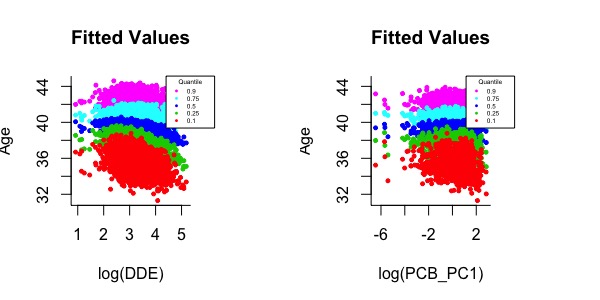 Fitted Values
Age
44
40
36
32
Quantile
0.9
0.75
0.5
0.25
0.1
1 2 3 4 5
log(DDE)
Fitted Values
Age
44
40
36
32
Quantile
0.9
0.75
0.5
0.25
0.1
-6 -2 2
log(PCB_PC1)